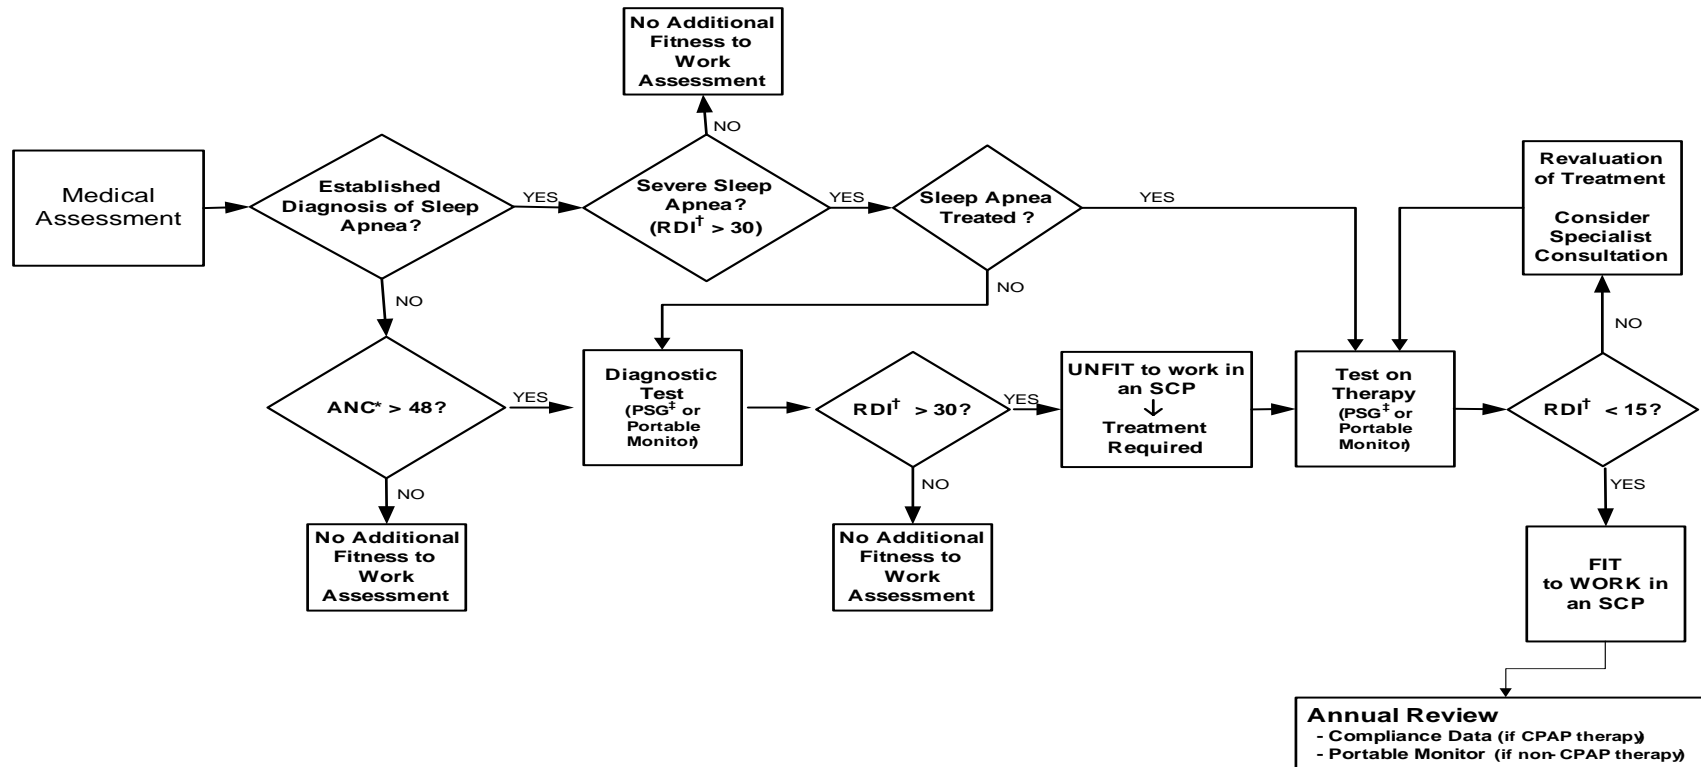 No Additional
Fitness to
Work
Assessment
NO
Medical
Assessment
Established
Diagnosis of Sleep
Apnea?
YES
Severe Sleep
Apnea?
(RDI† > 30)
YES
Sleep Apnea
Treated ?
YES
Revaluation
of Treatment
Consider
Specialist
Consultation
NO
NO
NO
ANC* > 48?
YES
Diagnostic
Test
(PSG‡ or
Portable
Monitor)
RDI† > 30?
YES
UNFIT to work in
an SCP
↓
Treatment
Required
Test on
Therapy
(PSG‡ or
Portable
Monitor)
RDI† < 15?
NO
NO
YES
No Additional
Fitness to
Work
Assessment
No Additional
Fitness to
Work
Assessment
FIT
to WORK in
an SCP
Annual Review
- Compliance Data (if CPAP therapy)
- Portable Monitor (if non-CPAP therapy)